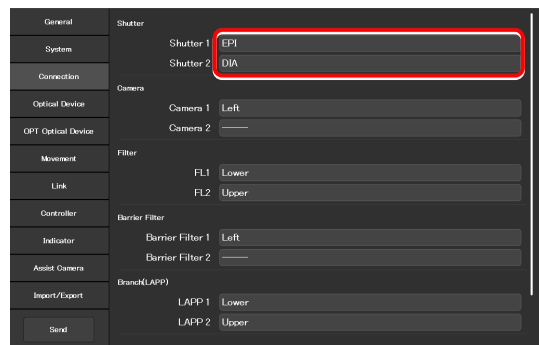 General
System
Connection
Optical Device
OPT Optical Device
Movement
Link
Controller
Indicator
Assist Camera
Import/Export
Send
Shutter
Shutter 1 EPI
Shutter 2 DIA
Camera
Camera 1 Left
Camera 2 ——
Filter
FL1 Lower
FL2 Upper
Barrier Filter
Barrier Filter 1 Left
Barrier Filter 2 ——
Branch(LAPP)
LAPP 1 Lower
LAPP 2 Upper